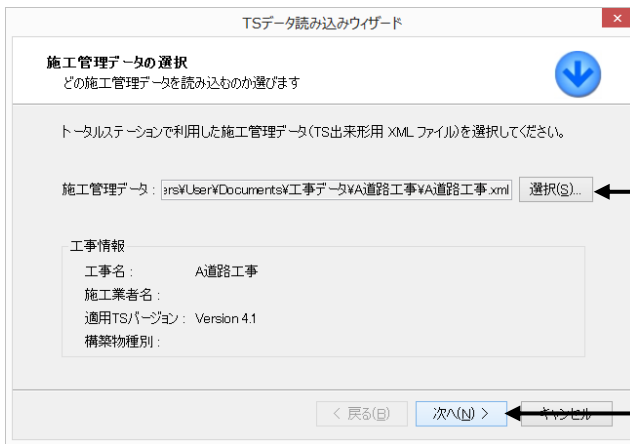 TSデータ読み込みウィザード
施工管理データの選択
どの施工管理データを読み込むのか選びます
トータルステーションで利用した施工管理データ(TS出来形用 XML ファイル)を選択してください。
施工管理データ : ers¥User¥Documents¥工事データ¥A道路工事¥A道路工事.xml 選択(S)...
工事情報
工事名 : A道路工事
施工業者名 :
適用TSバージョン : Version 4.1
構築物種別 :
< 戻る(B) 次へ(N) > キャンセル